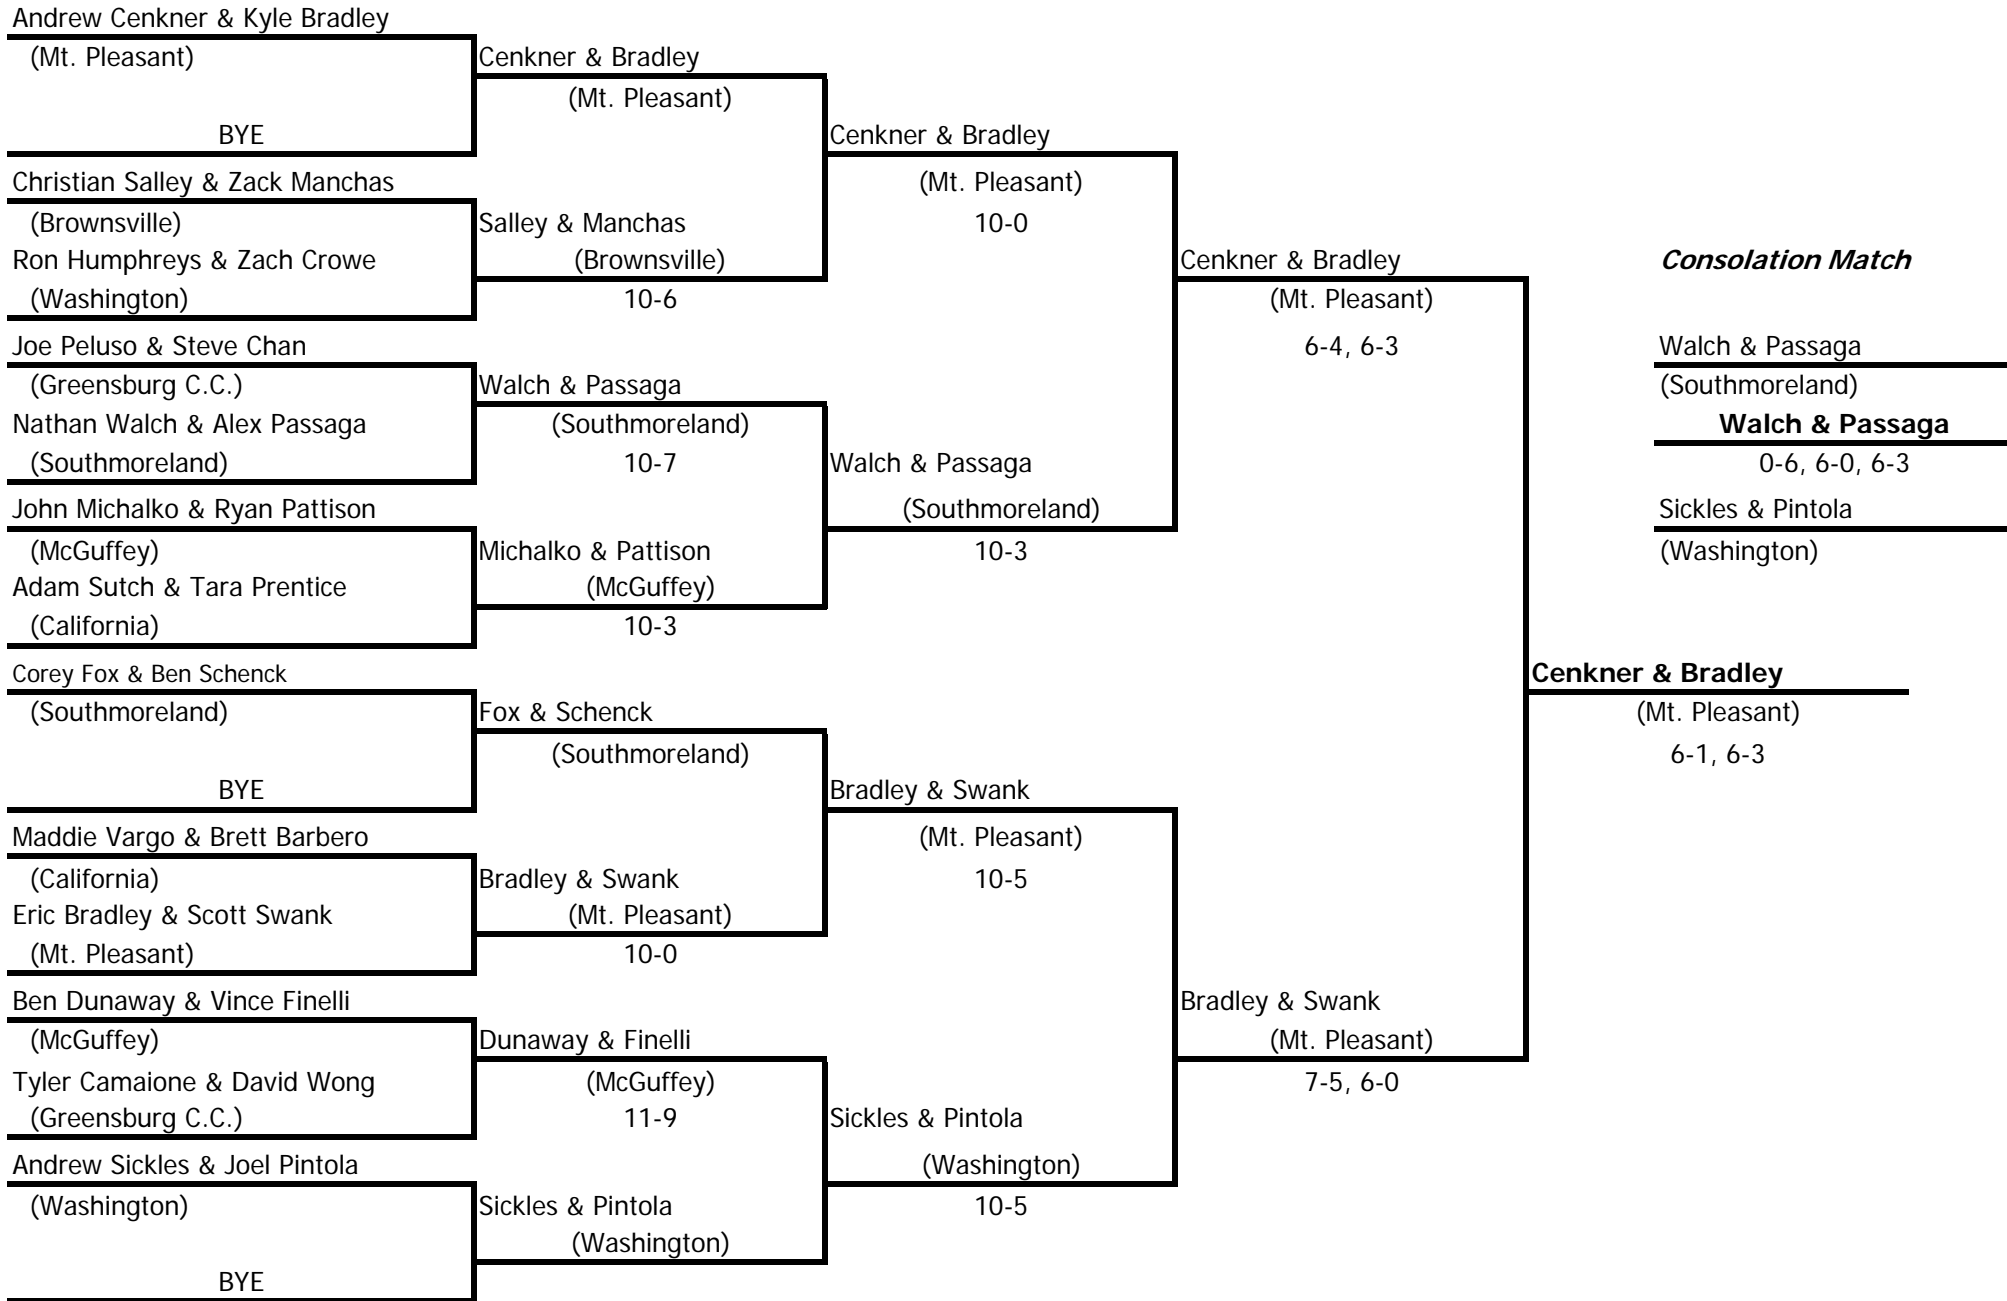 Andrew Cenkner & Kyle Bradley
(Mt. Pleasant)
BYE
Christian Salley & Zack Manchas
(Brownsville)
Ron Humphreys & Zach Crowe
(Washington)
Joe Peluso & Steve Chan
(Greensburg C.C.)
Nathan Walch & Alex Passaga
(Southmoreland)
John Michalko & Ryan Pattison
(McGuffey)
Adam Sutch & Tara Prentice
(California)
Corey Fox & Ben Schenck
(Southmoreland)
BYE
Maddie Vargo & Brett Barbero
(California)
Eric Bradley & Scott Swank
(Mt. Pleasant)
Ben Dunaway & Vince Finelli
(McGuffey)
Tyler Camaione & David Wong
(Greensburg C.C.)
Andrew Sickles & Joel Pintola
(Washington)
BYE
Cenkner & Bradley
(Mt. Pleasant)
Salley & Manchas
(Brownsville)
10-6
Walch & Passaga
(Southmoreland)
10-7
Michalko & Pattison
(McGuffey)
10-3
Fox & Schenck
(Southmoreland)
Bradley & Swank
(Mt. Pleasant)
10-0
Dunaway & Finelli
(McGuffey)
11-9
Sickles & Pintola
(Washington)
Cenkner & Bradley
(Mt. Pleasant)
10-0
Walch & Passaga
(Southmoreland)
10-3
Bradley & Swank
(Mt. Pleasant)
10-5
Sickles & Pintola
(Washington)
10-5
Cenkner & Bradley
(Mt. Pleasant)
6-4, 6-3
Bradley & Swank
(Mt. Pleasant)
7-5, 6-0
Cenkner & Bradley
(Mt. Pleasant)
6-1, 6-3
Consolation Match
Walch & Passaga
(Southmoreland)
Walch & Passaga
0-6, 6-0, 6-3
Sickles & Pintola
(Washington)